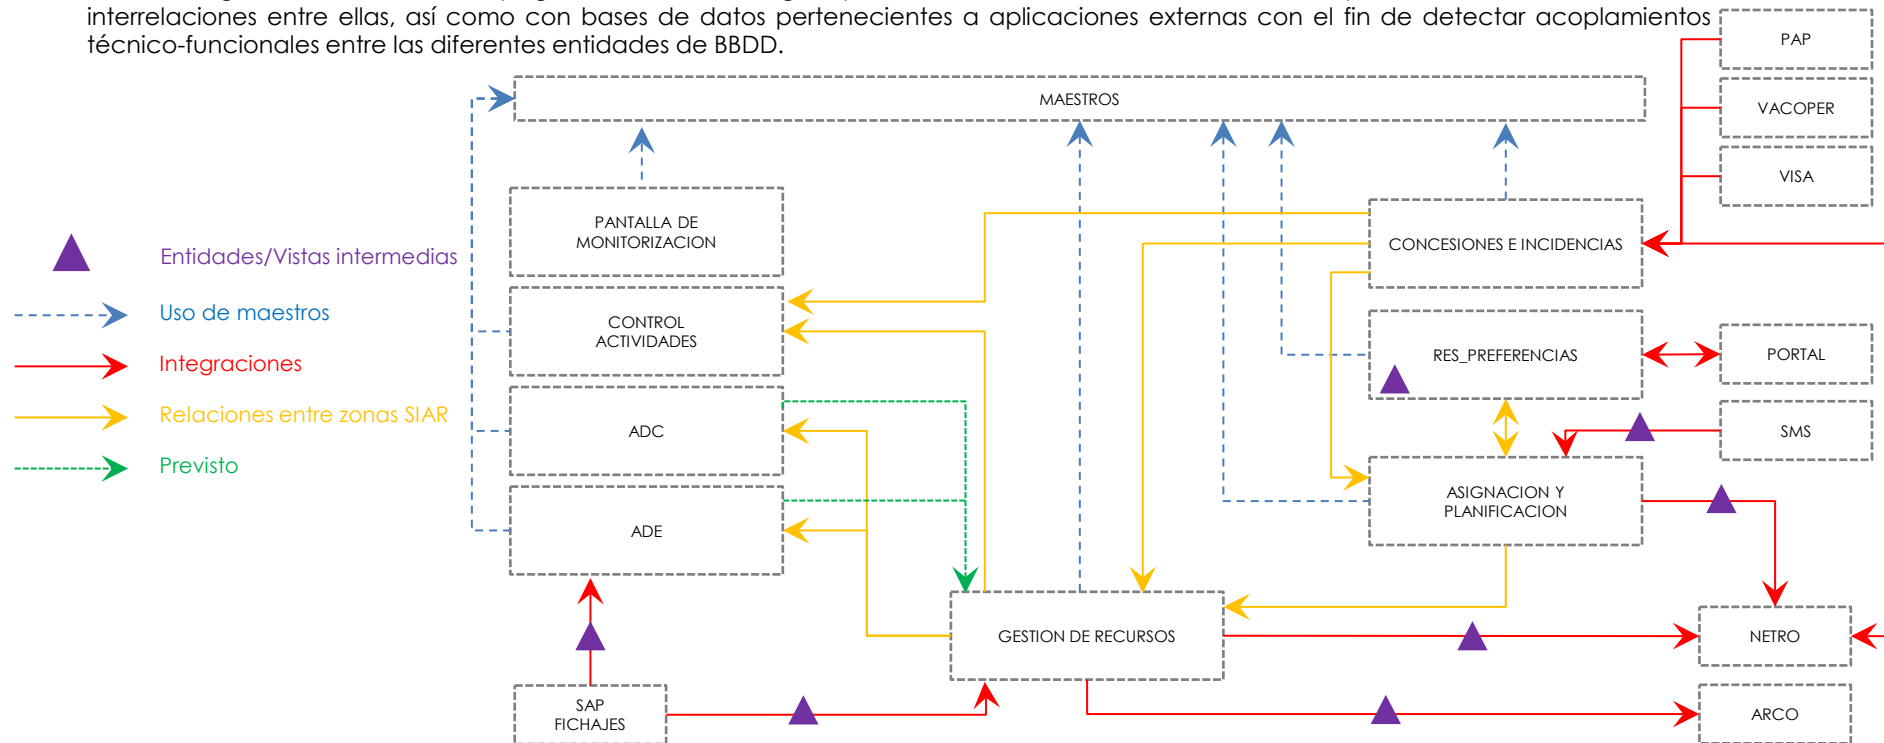 interrelaciones entre ellas, así como con bases de datos pertenecientes a aplicaciones externas con el fin de detectar acoplamientos
técnico-funcionales entre las diferentes entidades de BBDD.
PAP
MAESTROS
VACOPER
VISA
PANTALLA DE
MONITORIZACION
CONCESIONES E INCIDENCIAS
Entidades/Vistas intermedias
Uso de maestros
CONTROL
ACTIVIDADES
RES_PREFERENCIAS
PORTAL
Integraciones
Relaciones entre zonas SIAR
ADC
SMS
Previsto
ASIGNACION Y
PLANIFICACION
ADE
GESTION DE RECURSOS
NETRO
SAP
FICHAJES
ARCO